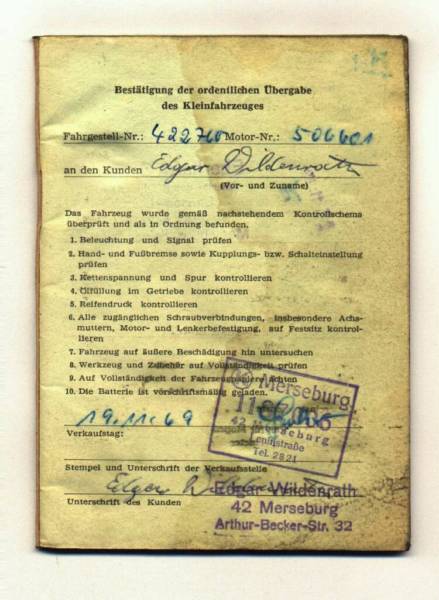 Bestätigung der ordentlichen Übergabe
des Kleinfahrzeuges
Fahrgestell-Nr.: 422760 Motor-Nr.: 506601
an den Kunden Edgar Wildenrath
(Vor- und Zuname)
Das Fahrzeug wurde gemäß nachstehendem Kontrollschema
überprüft und als in Ordnung befunden.
1. Beleuchtung und Signal prüfen
2. Hand- und Fußbremse sowie Kupplungs- bzw. Schalteinstellung
prüfen
3. Kettenspannung und Spur kontrollieren
4. Ölfüllung im Getriebe kontrollieren
5. Reifendruck kontrollieren
6. Alle zugänglichen Schraubverbindungen, insbesondere Achs-
muttern, Motor- und Lenkerbefestigung, auf Festsitz kontrol-
lieren
7. Fahrzeug auf äußere Beschädigung hin untersuchen
8. Werkzeug und Zubehör auf Vollständigkeit prüfen
9. Auf Vollständigkeit der Fahrzeugpapiere achten
10. Die Batterie ist vorschriftsmäßig geladen.
Merseburg
42 Merseburg
Tel. 2821
19.11.69
Verkaufstag:
Stempel und Unterschrift der Verkaufsstelle
Edgar Wildenrath
Edgar Wildenrath
42 Merseburg
Arthur-Becker-Str. 32
Unterschrift des Kunden